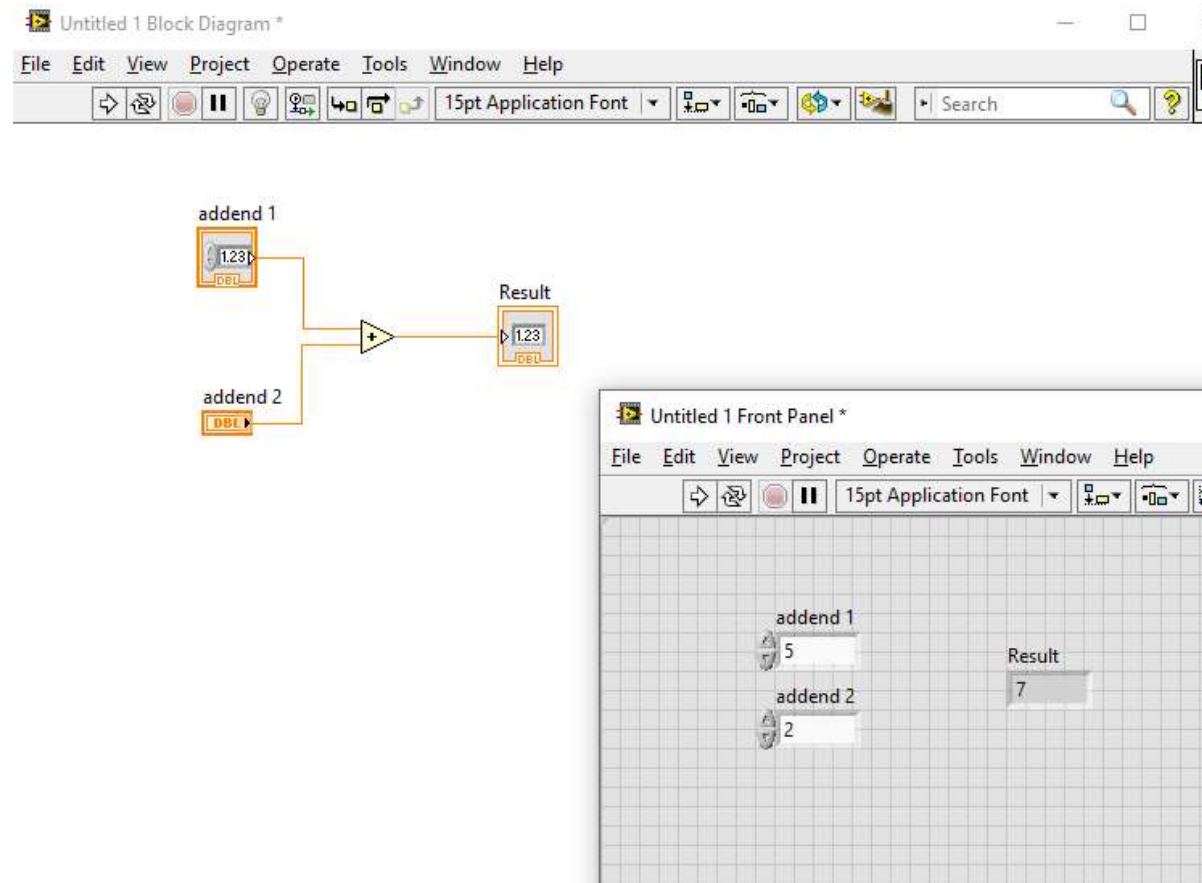 Untitled 1 Block Diagram *
File Edit View Project Operate Tools Window Help
15pt Application Font Search
addend 1
1.23
DBL
Result
1.23
DBL
addend 2
DBL
Untitled 1 Front Panel *
File Edit View Project Operate Tools Window Help
15pt Application Font
addend 1
5
Result
7
addend 2
2